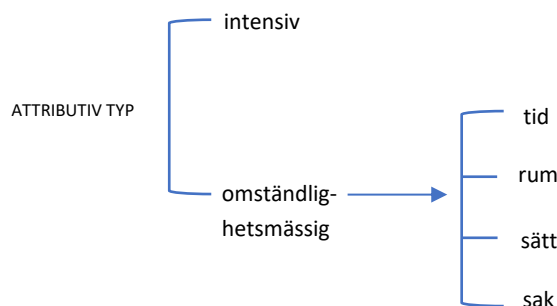 intensiv
ATTRIBUTIV TYP
tid
rum
omständlig-
hetsmässig
sätt
sak